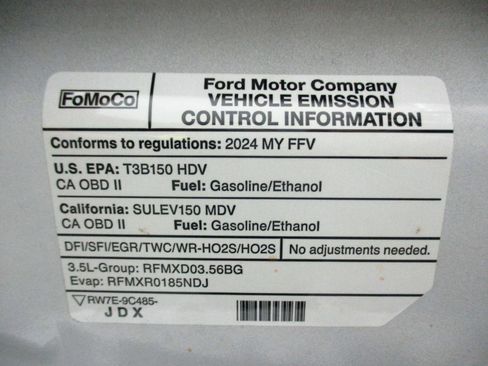 FoMoCo
Ford Motor Company
VEHICLE EMISSION
CONTROL INFORMATION
Conforms to regulations: 2024 MY FFV
U.S. EPA: T3B150 HDV
CA OBD II Fuel: Gasoline/Ethanol
California: SULEV150 MDV
CA OBD II Fuel: Gasoline/Ethanol
DFI/SFI/EGR/TWC/WR-HO2S/HO2S No adjustments needed.
3.5L-Group: RFMXD03.56BG
Evap: RFMXR0185NDJ
RW7E-9C485-
JDX